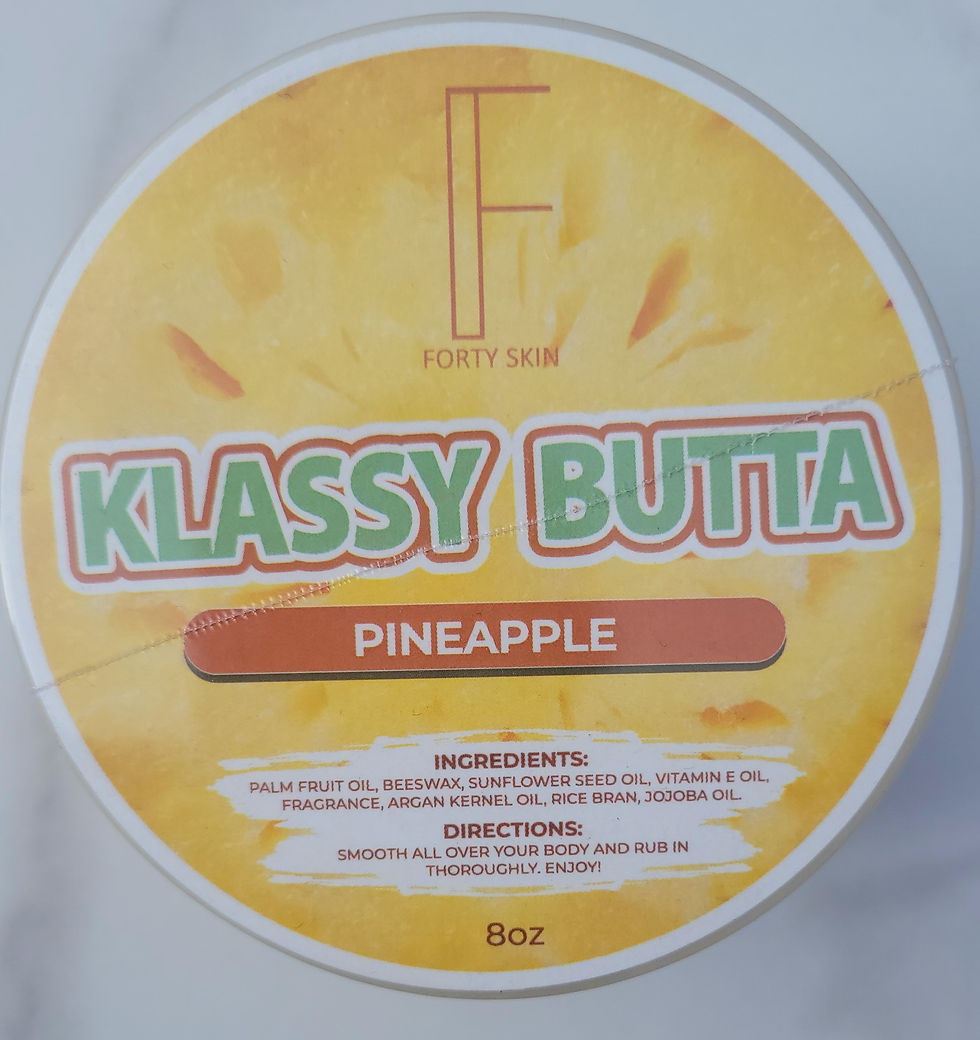 F
FORTY SKIN
KLASSY BUTTA
PINEAPPLE
INGREDIENTS:
PALM FRUIT OIL, BEESWAX, SUNFLOWER SEED OIL, VITAMIN E OIL,
FRAGRANCE, ARGAN KERNEL OIL, RICE BRAN, JOJOBA OIL.
DIRECTIONS:
SMOOTH ALL OVER YOUR BODY AND RUB IN
THOROUGHLY. ENJOY!
8oz